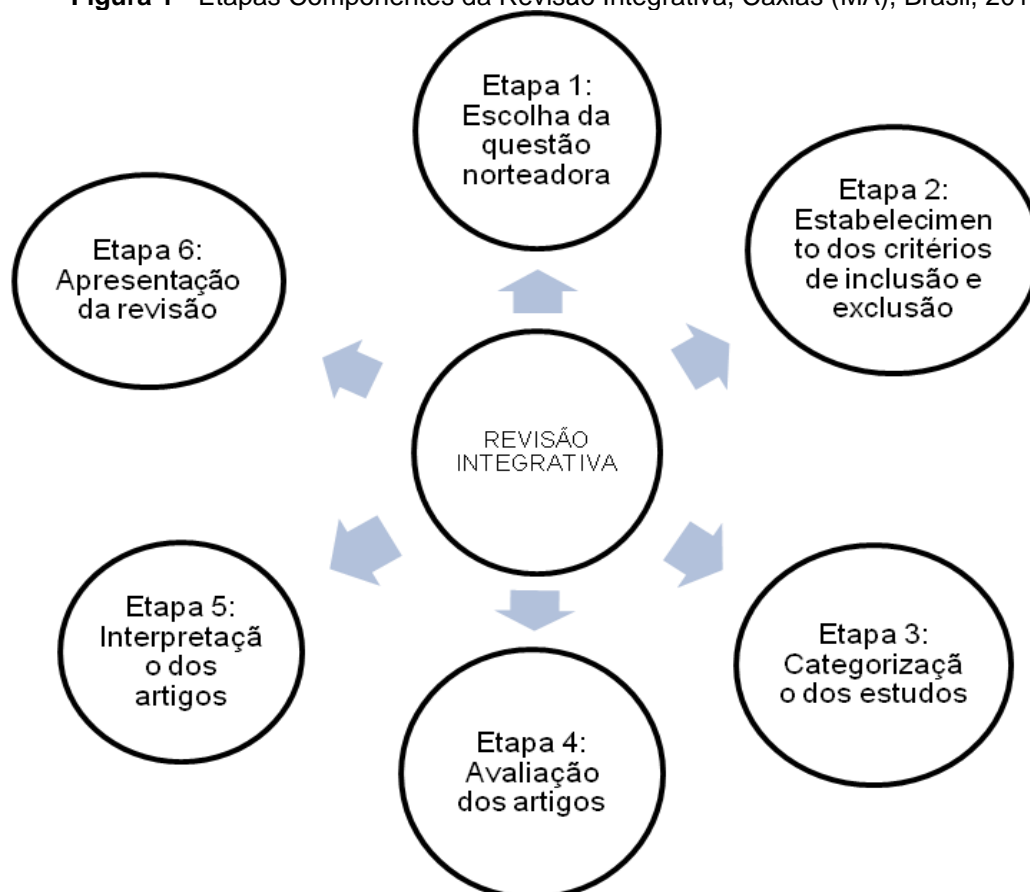 Figura 1 - Etapas Componentes da Revisão Integrativa, Caxias (MA), Brasil, 201
Etapa 1:
Escolha da
questão
norteadora
Etapa 2:
Estabelecimen
to dos critérios
de inclusão e
exclusão
Etapa 6:
Apresentação
da revisão
REVISÃO
INTEGRATIVA
Etapa 5:
Interpretaçã
o dos
artigos
Etapa 3:
Categorizaçã
o dos estudos
Etapa 4:
Avaliação
dos artigos